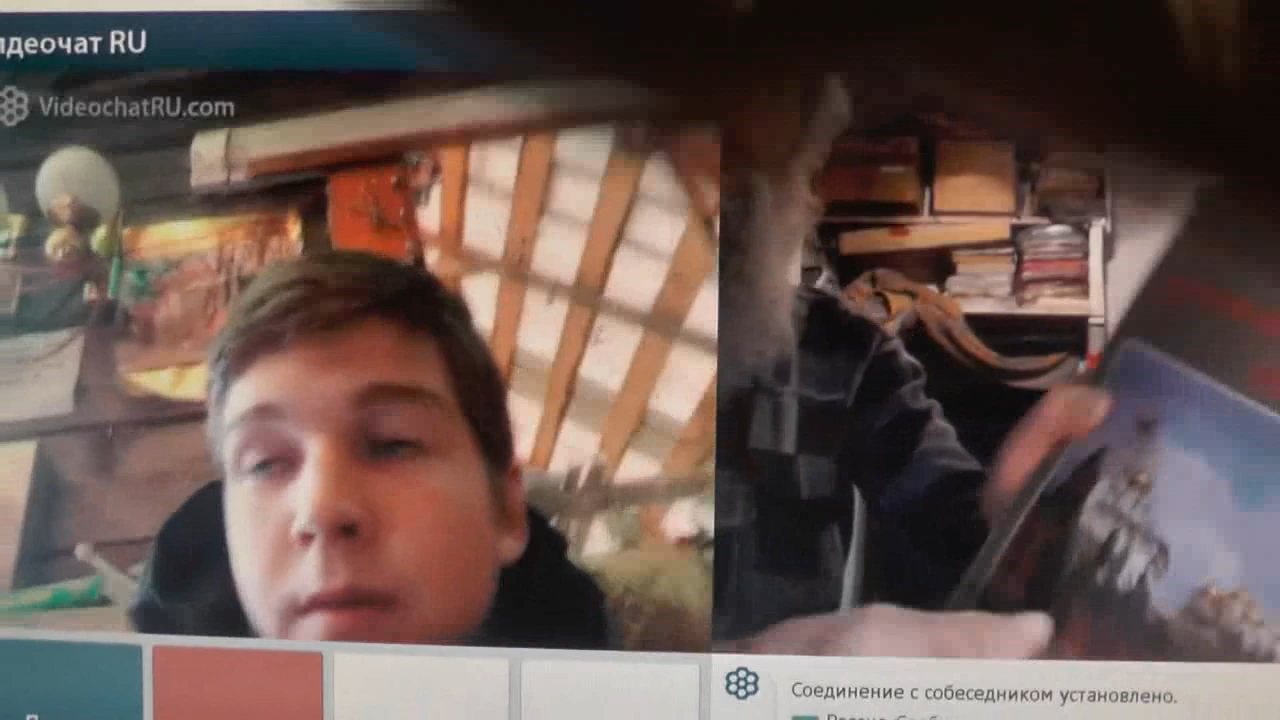 идеочат RU
VideochatRU.com
Соединение с собеседником установлено.